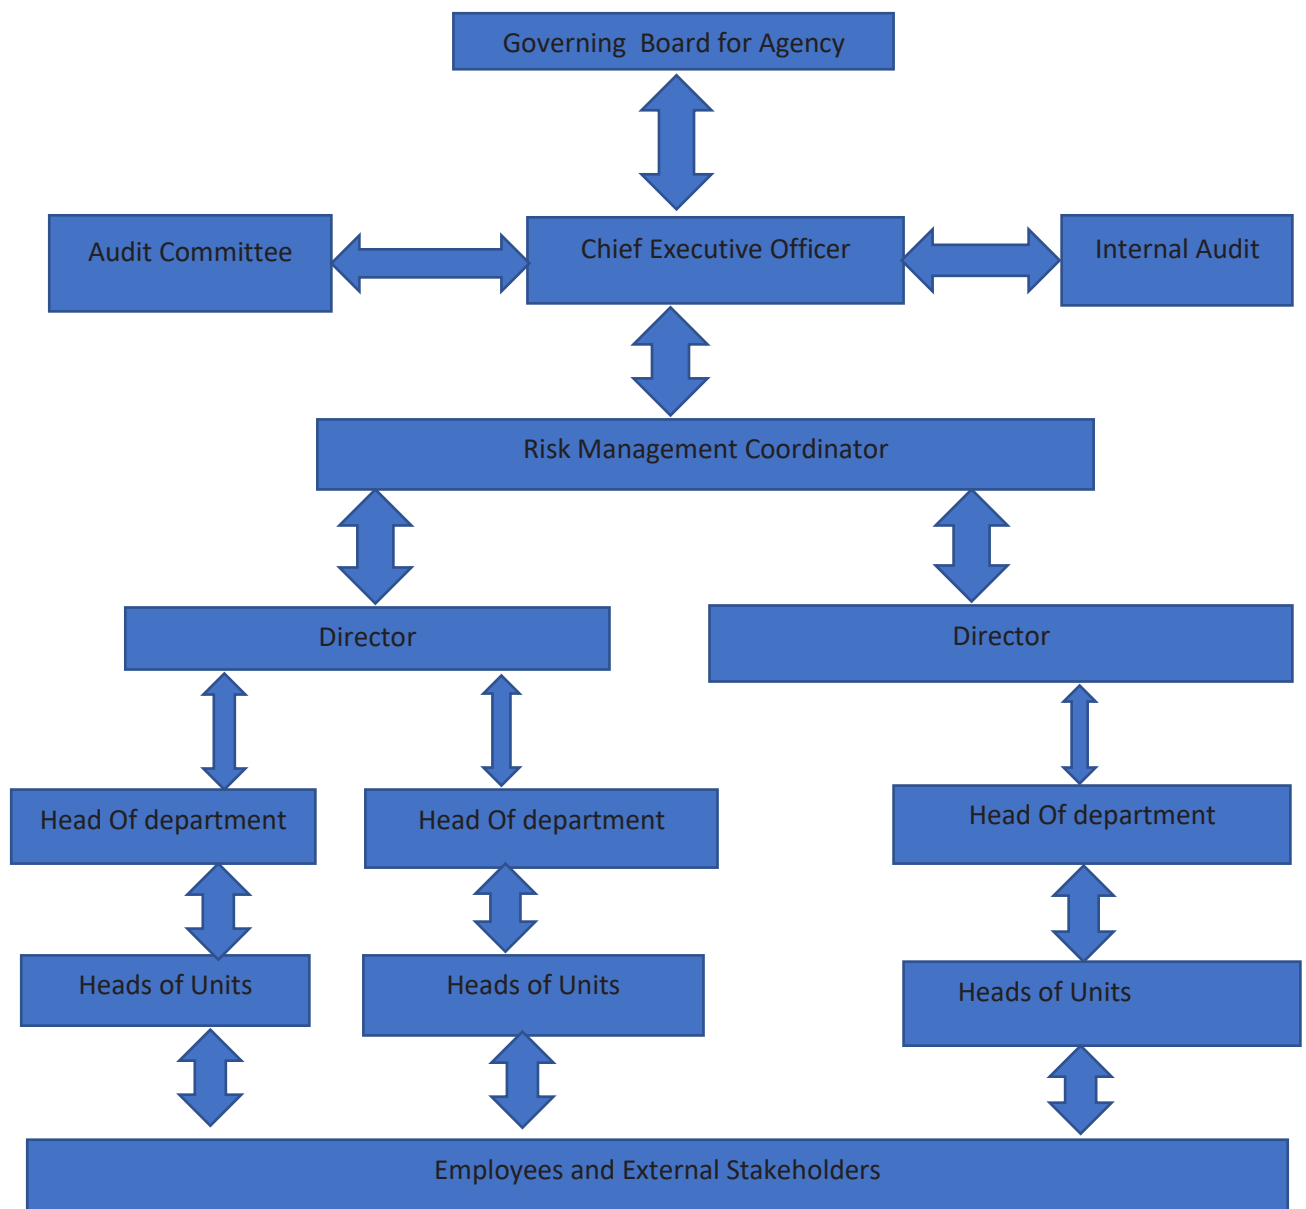 Governing  Board for Agency
Audit Committee
Chief Executive Officer
Internal Audit
Risk Management Coordinator
Director
Director
Head Of department
Head Of department
Head Of department
Heads of Units
Heads of Units
Heads of Units
Employees and External Stakeholders